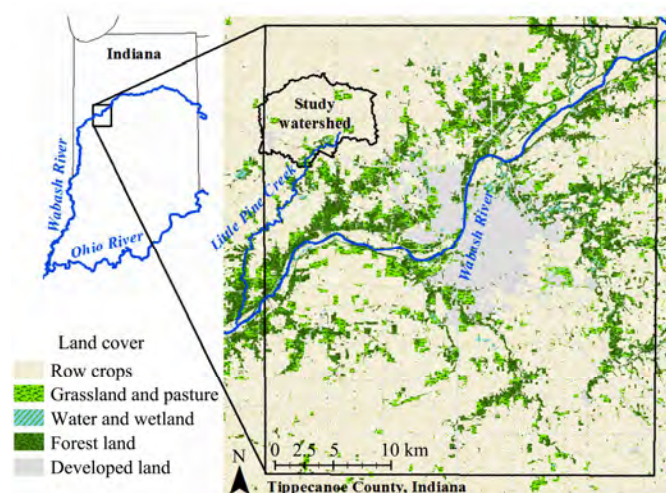 Indiana
Study
watershed
Little Pine Creek
Wabash River
Wabash River
Ohio River
Land cover
Row crops
Grassland and pasture
Water and wetland
Forest land
Developed land
N
0 2.5 5 10 km
Tippecanoe County, Indiana